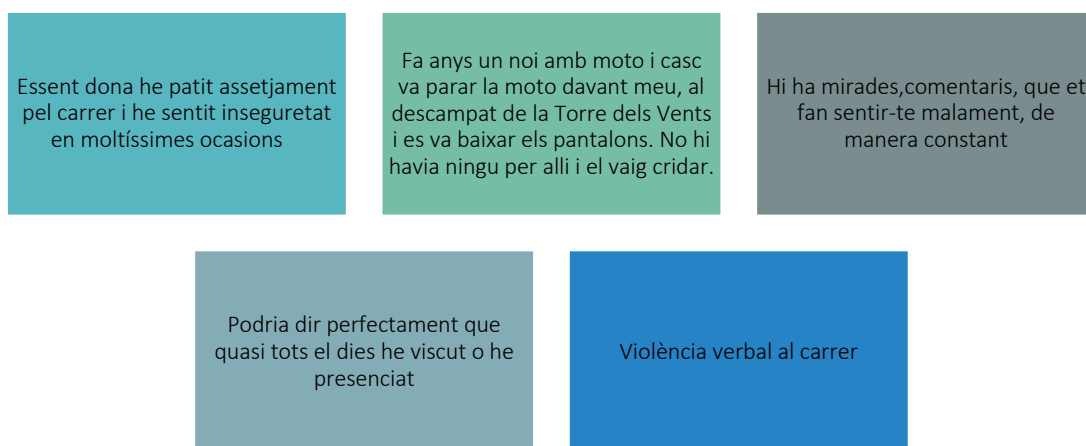 Essent dona he patit assetjament
pel carrer i he sentit inseguretat
en moltíssimes ocasions
Fa anys un noi amb moto i casc
va parar la moto davant meu, al
descampat de la Torre dels Vents
i es va baixar els pantalons. No hi
havia ningu per alli i el vaig cridar.
Hi ha mirades,comentaris, que et
fan sentir-te malament, de
manera constant
Podria dir perfectament que
quasi tots el dies he viscut o he
presenciat
Violència verbal al carrer